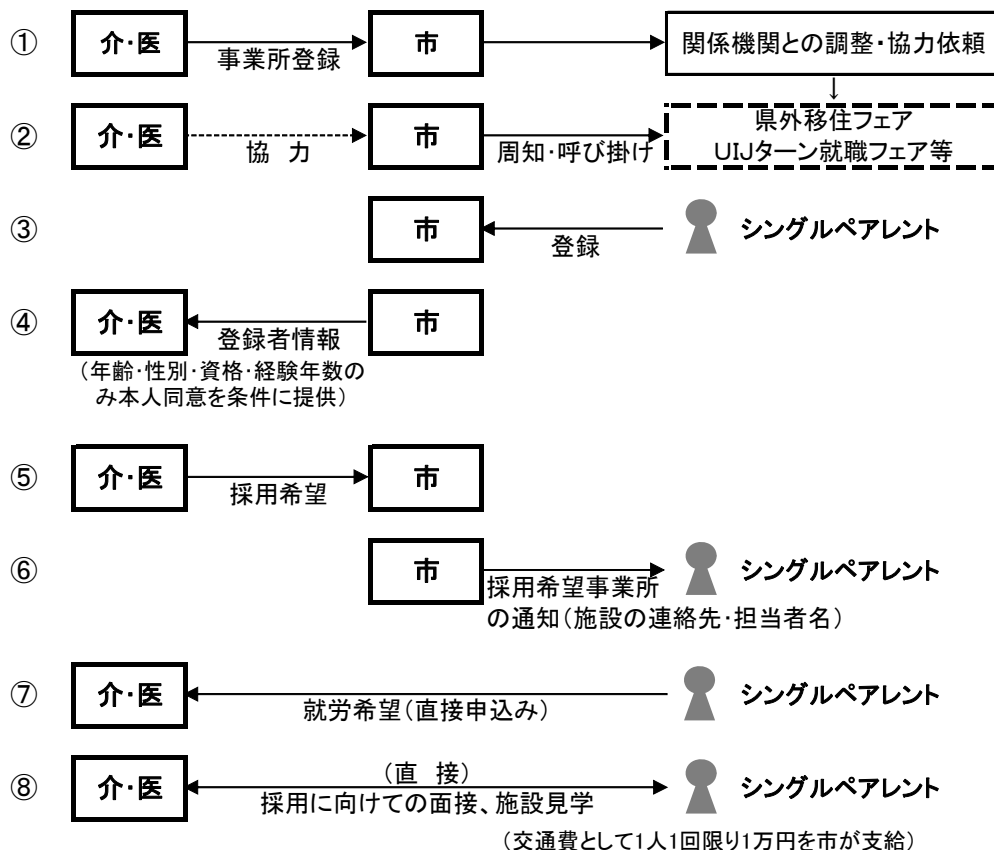 ① 介・医 市 関係機関との調整・協力依頼
事業所登録
↓
② 介・医 市 県外移住フェア
UIJターン就職フェア等
協 力 周知・呼び掛け
③ 市 シングルペアレント
登録
④ 介・医 市
登録者情報
(年齢・性別・資格・経験年数の
み本人同意を条件に提供)
⑤ 介・医 市
採用希望
⑥ 市 シングルペアレント
採用希望事業所
の通知(施設の連絡先・担当者名)
⑦ 介・医 シングルペアレント
就労希望(直接申込み)
(直 接)
⑧ 介・医 シングルペアレント
採用に向けての面接、施設見学
(交通費として1人1回限り1万円を市が支給)